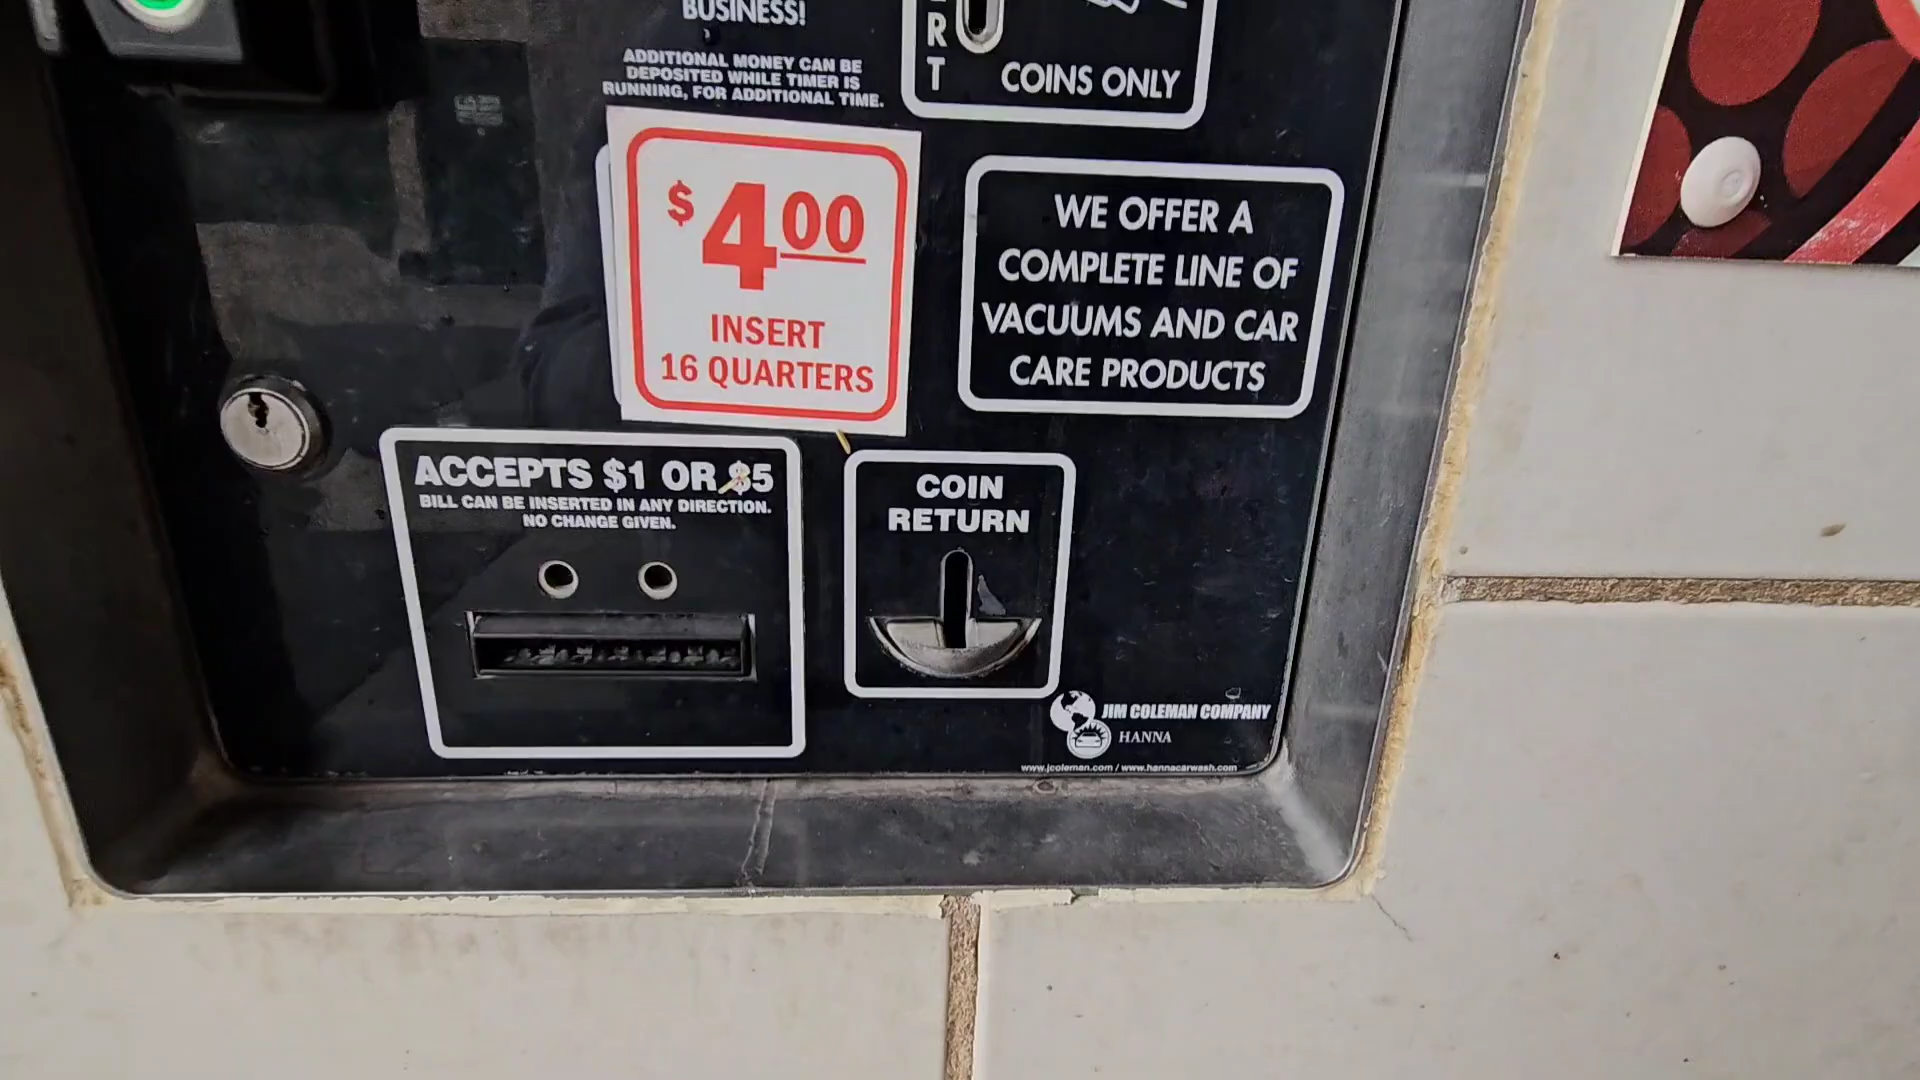 BUSINESS!
ADDITIONAL MONEY CAN BE
DEPOSITED WHILE TIMER IS
RUNNING, FOR ADDITIONAL TIME.
R
T
COINS ONLY
$4.00
INSERT
16 QUARTERS
WE OFFER A
COMPLETE LINE OF
VACUUMS AND CAR
CARE PRODUCTS
ACCEPTS $1 OR $5
BILL CAN BE INSERTED IN ANY DIRECTION.
NO CHANGE GIVEN.
COIN
RETURN
JIM COLEMAN COMPANY
HANNA
www.jcoleman.com / www.hannacarwash.com